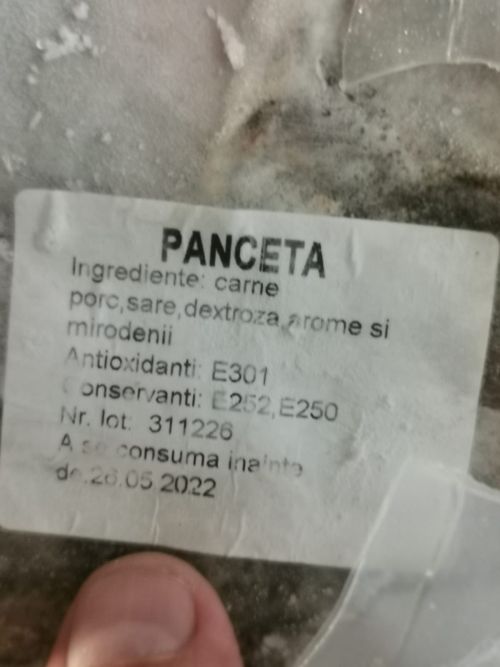 PANCETA
Ingrediente: carne
porc,sare,dextroza,arome si
mirodenii
Antioxidanti: E301
Conservanti: E252,E250
Nr. lot: 311226
A se consuma inainte
de.26.05.2022